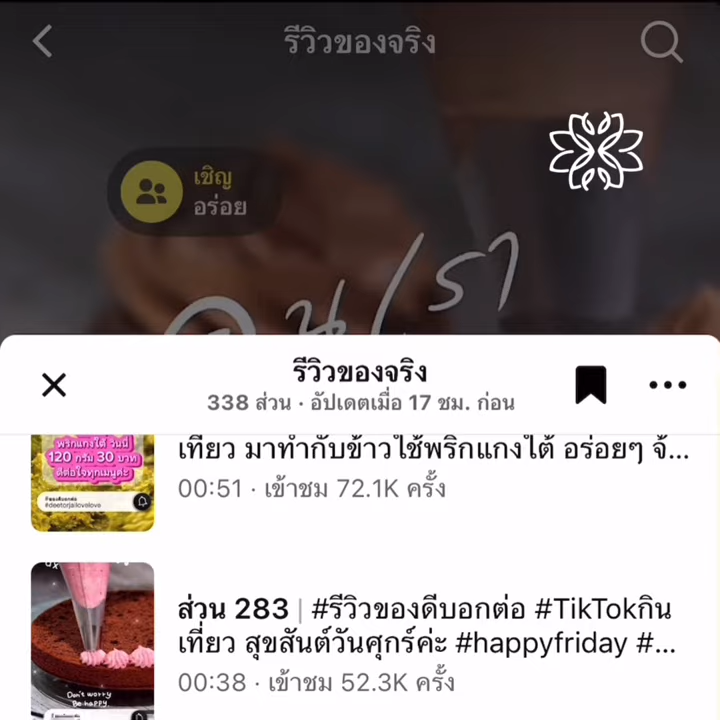 รีวิวของจริง
เชิญ
อร่อย
คนเรา
รีวิวของจริง
338 ส่วน · อัปเดตเมื่อ 17 ชม. ก่อน
พริกแกงใต้ วันนี้
120 กรัม 30 บาท
ดีต่อใจทุกเมนูค่ะ
#deetorjailovelove
เที่ยว มาทำกับข้าวใช้พริกแกงใต้ อร่อยๆ จ้...
00:51 · เข้าชม 72.1K ครั้ง
ส่วน 283 | #รีวิวของดีบอกต่อ #TikTokกิน
เที่ยว สุขสันต์วันศุกร์ค่ะ #happyfriday #...
00:38 · เข้าชม 52.3K ครั้ง
Don't worry
Be happy